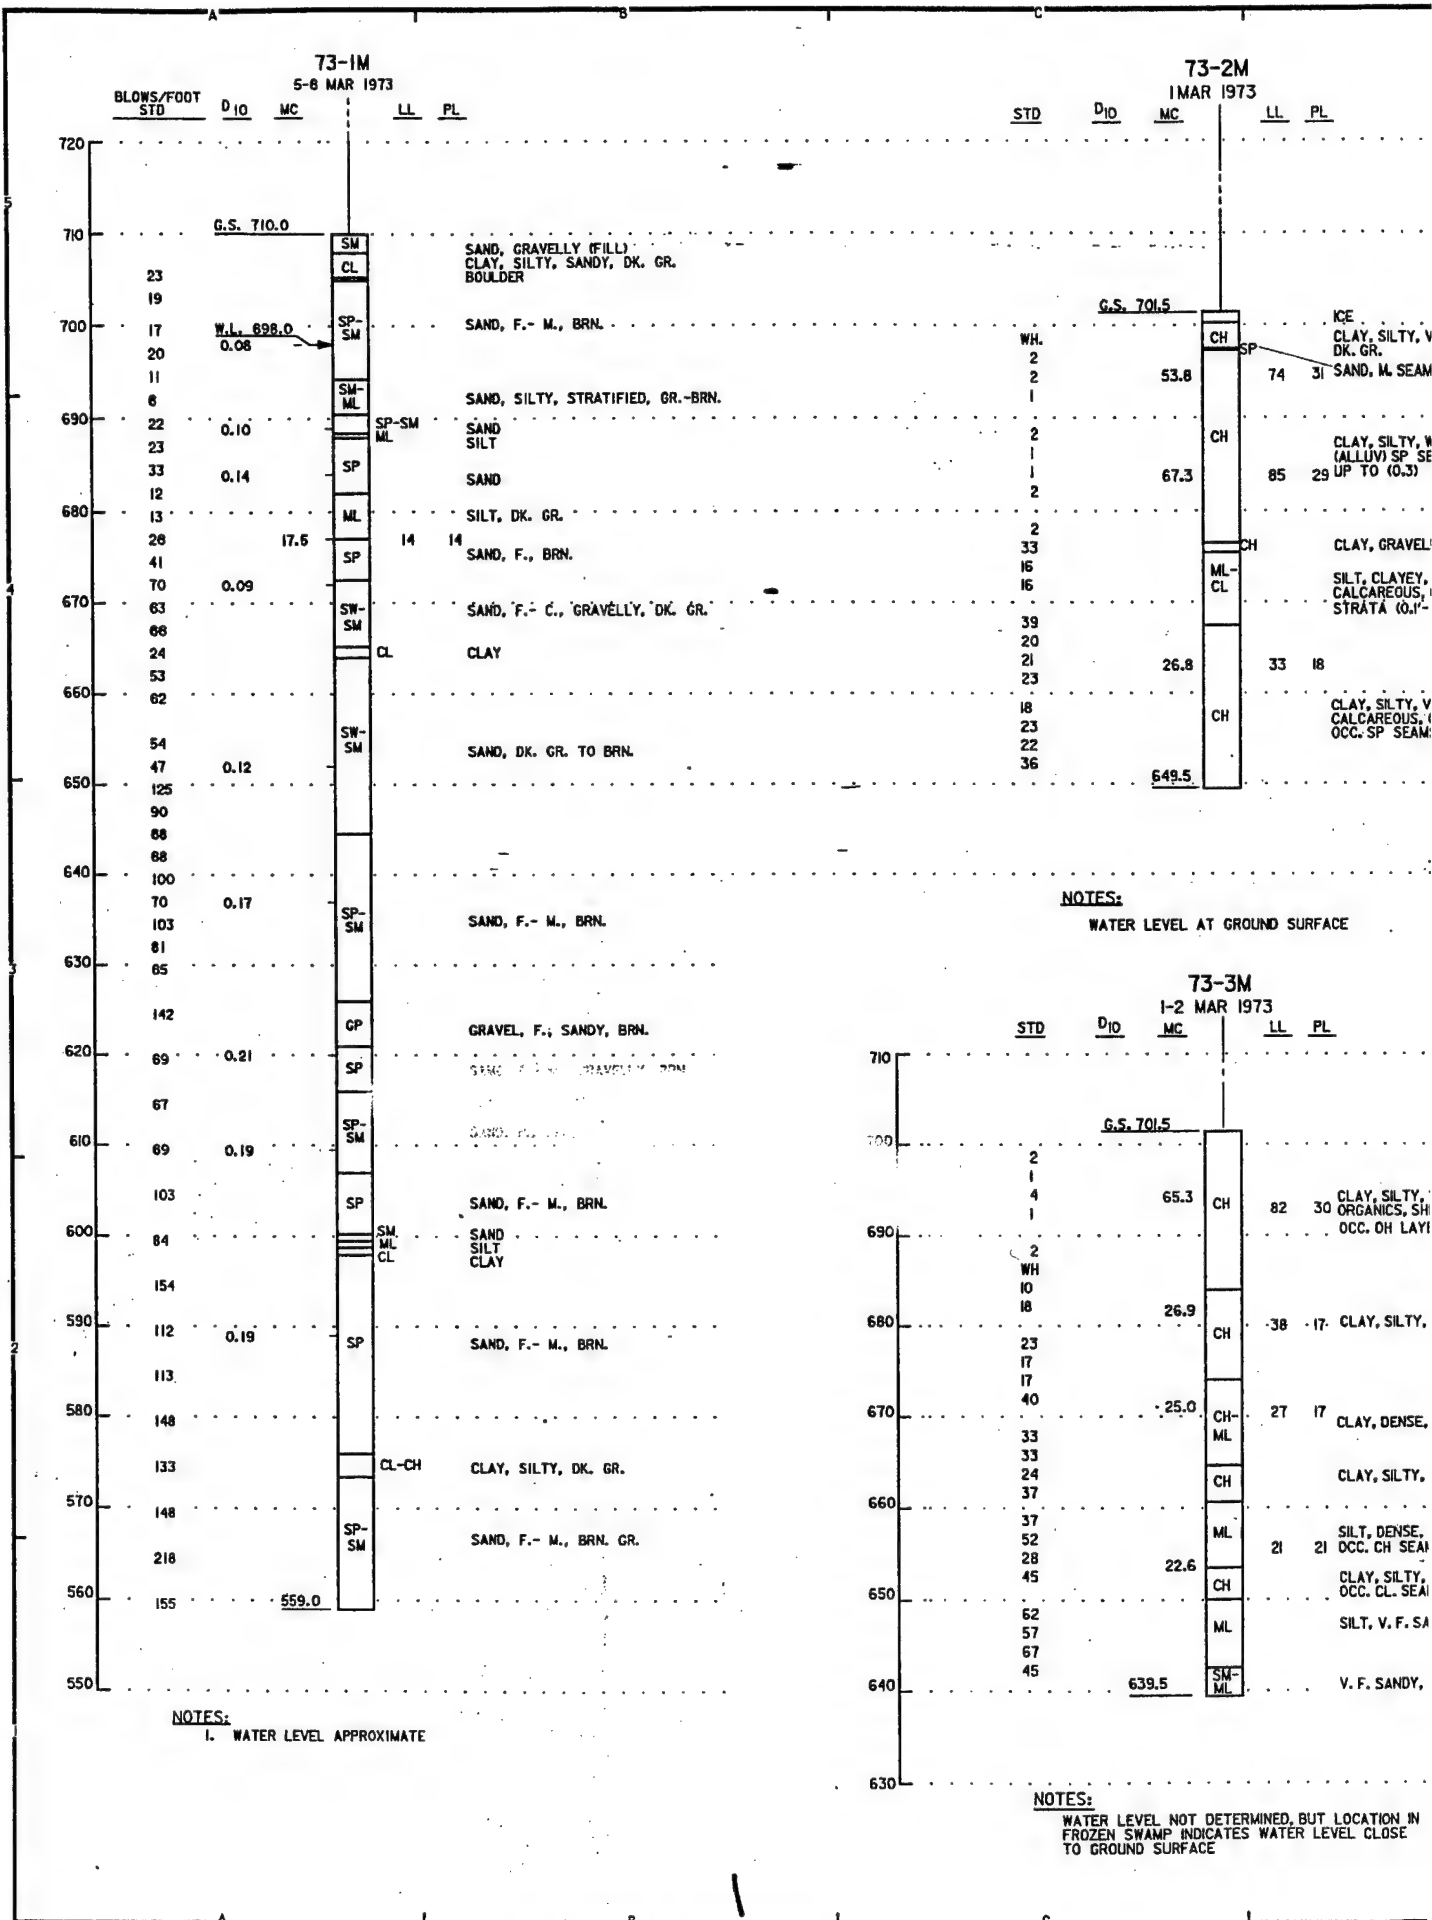 A B C
73-1M
5-8 MAR 1973
BLOWS/FOOT
STD D10 MC LL PL
720
G.S. 710.0
710
SM SAND, GRAVELLY (FILL)
CL CLAY, SILTY, SANDY, DK. GR.
23 BOULDER
19
700 17 W.L. 698.0 SP-SM SAND, F.- M., BRN.
20 0.08
11
6 SM-ML SAND, SILTY, STRATIFIED, GR.-BRN.
690 22 0.10 SP-SM SAND
ML SILT
23
33 0.14 SP SAND
12
680 13 ML SILT, DK. GR.
28 17.5 14 14
41 SP SAND, F., BRN.
70 0.09
670 63 SW-SM SAND, F.- C., GRAVELLY, DK. GR.
66
24 CL CLAY
53
660 62
54 SW-SM SAND, DK. GR. TO BRN.
47 0.12
650 125
90
88
68
640 100
70 0.17
103 SP-SM SAND, F.- M., BRN.
81
630 65
142 GP GRAVEL, F.; SANDY, BRN.
620 69 0.21 SP
67
610 SP-SM
69 0.19
103 SP SAND, F.- M., BRN.
600 84 SM SAND
ML SILT
CL CLAY
154
590 112 0.19 SP SAND, F.- M., BRN.
113
580 148
133 CL-CH CLAY, SILTY, DK. GR.
570 148
SP-SM SAND, F.- M., BRN. GR.
218
560 155 559.0
550
NOTES:
1. WATER LEVEL APPROXIMATE
73-2M
1 MAR 1973
STD D10 MC LL PL
G.S. 701.5
ICE
WH. CH CLAY, SILTY, V
DK. GR.
2 SP
2 53.8 74 31 SAND, M. SEAM
1
2 CH CLAY, SILTY, W
1 (ALLUV) SP SE
1 67.3 85 29 UP TO (0.3)
2
2
33 CH CLAY, GRAVEL
16 ML-CL SILT, CLAYEY,
16 CALCAREOUS,
STRATA (0.1'-
39
20
21 26.8 33 18
23
18 CH CLAY, SILTY, V
23 CALCAREOUS,
22 OCC. SP SEAM
36
649.5
NOTES:
WATER LEVEL AT GROUND SURFACE
73-3M
1-2 MAR 1973
STD D10 MC LL PL
710
G.S. 701.5
700
2
1
4 65.3 CH 82 30 CLAY, SILTY,
1 ORGANICS, SH
690 OCC. OH LAY
2
WH
10
18 26.9
680 CH 38 17 CLAY, SILTY,
23
17
17
40
670 25.0 CH-ML 27 17 CLAY, DENSE,
33
33
24 CH CLAY, SILTY,
37
660
37 ML SILT, DENSE,
52 21 21 OCC. CH SEA
28 22.6
45 CH CLAY, SILTY,
OCC. CL. SEA
650
62 ML SILT, V. F. SA
57
67
45 SM-ML V. F. SANDY,
640 639.5
630
NOTES:
WATER LEVEL NOT DETERMINED, BUT LOCATION IN
FROZEN SWAMP INDICATES WATER LEVEL CLOSE
TO GROUND SURFACE
5
4
3
2
A B C